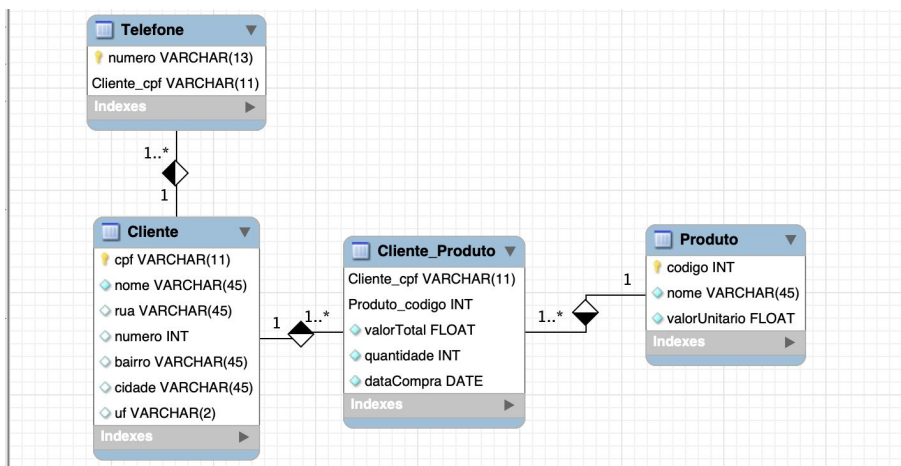 Telefone
numero VARCHAR(13)
Cliente_cpf VARCHAR(11)
Indexes
1..*
1
Cliente
cpf VARCHAR(11)
nome VARCHAR(45)
rua VARCHAR(45)
numero INT
bairro VARCHAR(45)
cidade VARCHAR(45)
uf VARCHAR(2)
Indexes
1
1..*
Cliente_Produto
Cliente_cpf VARCHAR(11)
Produto_codigo INT
valorTotal FLOAT
quantidade INT
dataCompra DATE
Indexes
1..*
1
Produto
codigo INT
nome VARCHAR(45)
valorUnitario FLOAT
Indexes